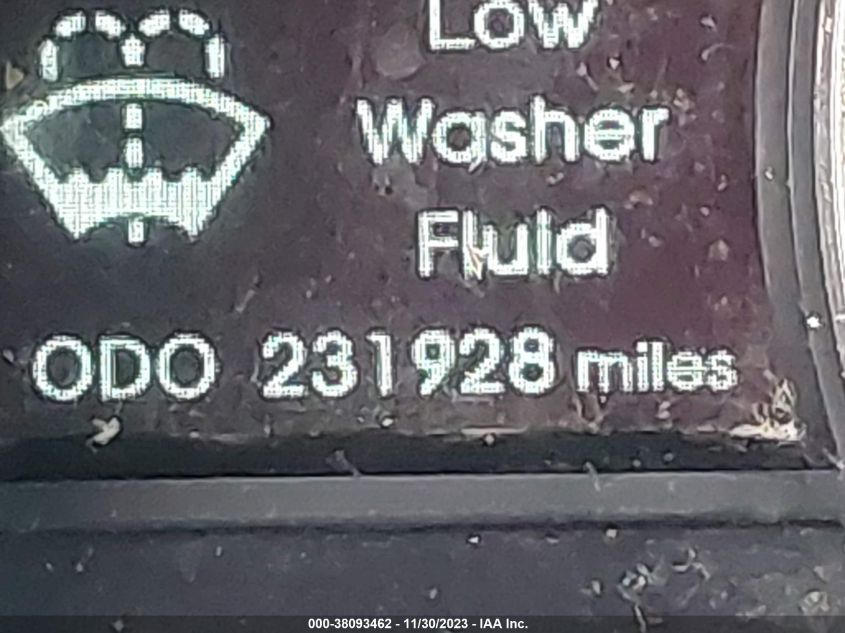 Low
Washer
Fluid
ODO 231928 miles
000-38093462 - 11/30/2023 - IAA Inc.